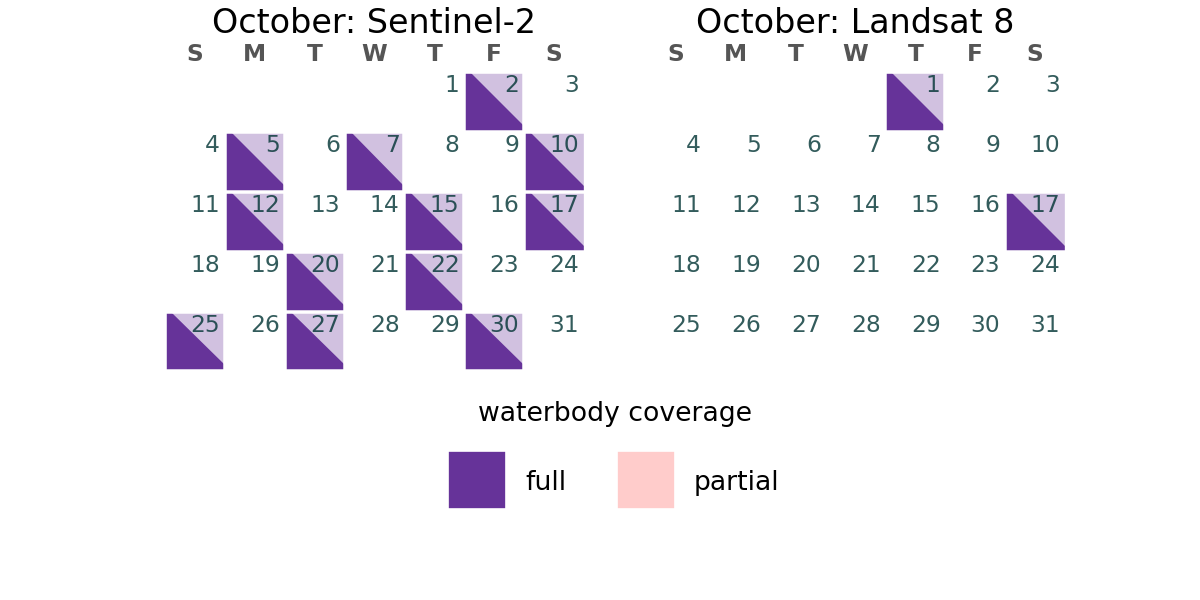 October: Sentinel-2
S M T W T F S
1 2 3
4 5 6 7 8 9 10
11 12 13 14 15 16 17
18 19 20 21 22 23 24
25 26 27 28 29 30 31
October: Landsat 8
S M T W T F S
1 2 3
4 5 6 7 8 9 10
11 12 13 14 15 16 17
18 19 20 21 22 23 24
25 26 27 28 29 30 31
waterbody coverage
full partial